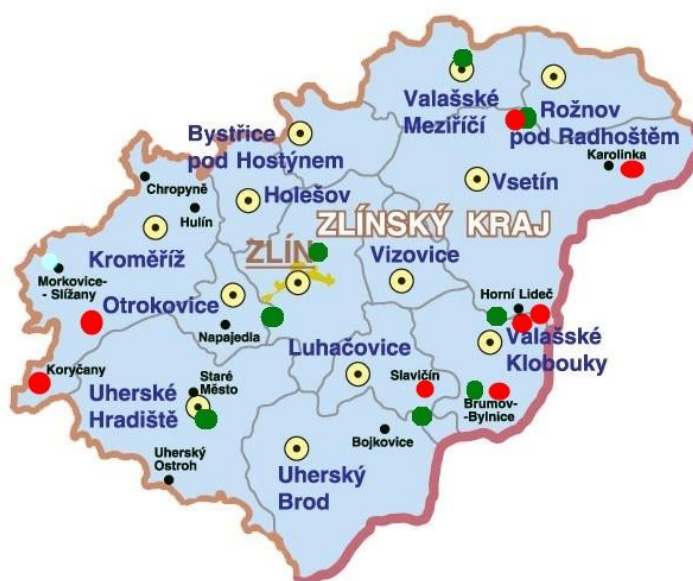 Valašské
Meziříčí
Rožnov
pod Radhoštěm
Karolinka
Bystřice
pod Hostýnem
Vsetín
Chropyně
Holešov
Hulín
ZLÍNSKÝ KRAJ
ZLÍN
Kroměříž
Vizovice
Morkovice-
- Slížany
Otrokovice
Horní Lideč
Napajedla
Valašské
Klobouky
Luhačovice
Koryčany
Slavičín
Staré
Město
Uherské
Hradiště
Brumov-
-Bylnice
Bojkovice
Uherský
Ostroh
Uherský
Brod